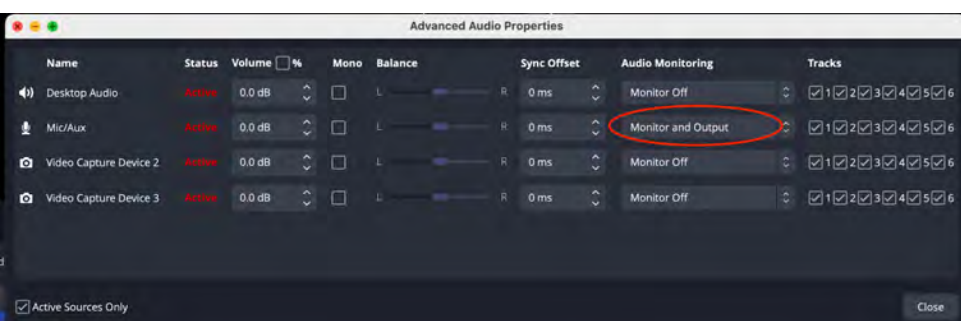 Advanced Audio Properties
Name Status Volume % Mono Balance Sync Offset Audio Monitoring Tracks
Desktop Audio Active 0.0 dB L R 0 ms Monitor Off 1 2 3 4 5 6
Mic/Aux Active 0.0 dB L R 0 ms Monitor and Output 1 2 3 4 5 6
Video Capture Device 2 Active 0.0 dB L R 0 ms Monitor Off 1 2 3 4 5 6
Video Capture Device 3 Active 0.0 dB L R 0 ms Monitor Off 1 2 3 4 5 6
d
Active Sources Only Close